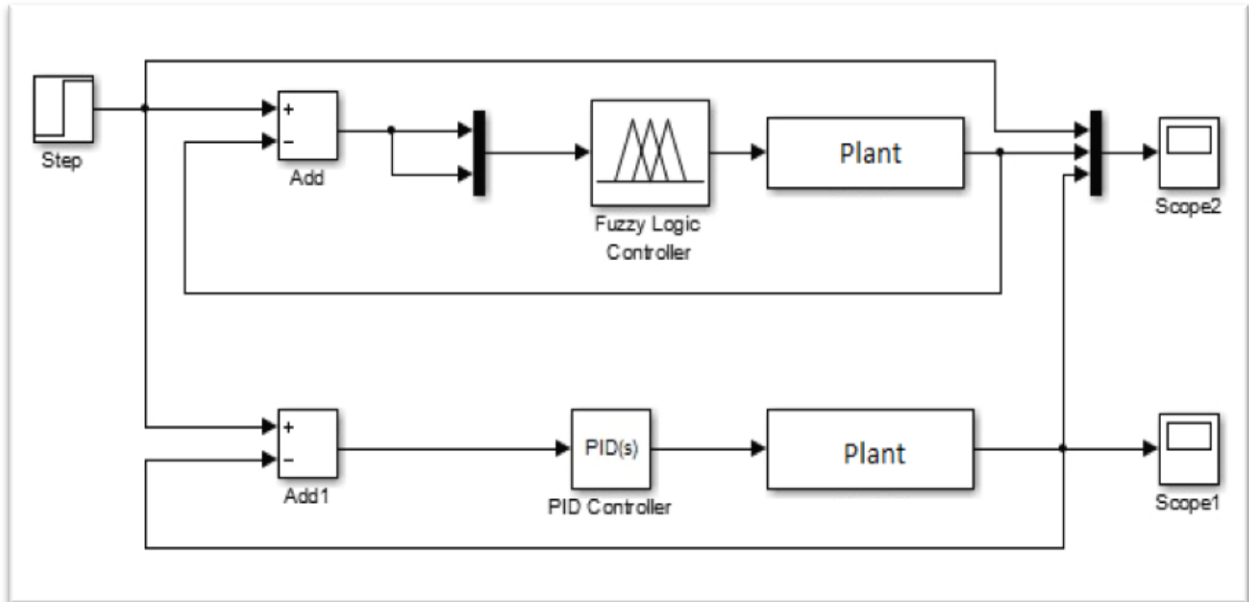 Step
+
−
Add
Fuzzy Logic
Controller
Plant
Scope2
+
−
Add1
PID(s)
PID Controller
Plant
Scope1